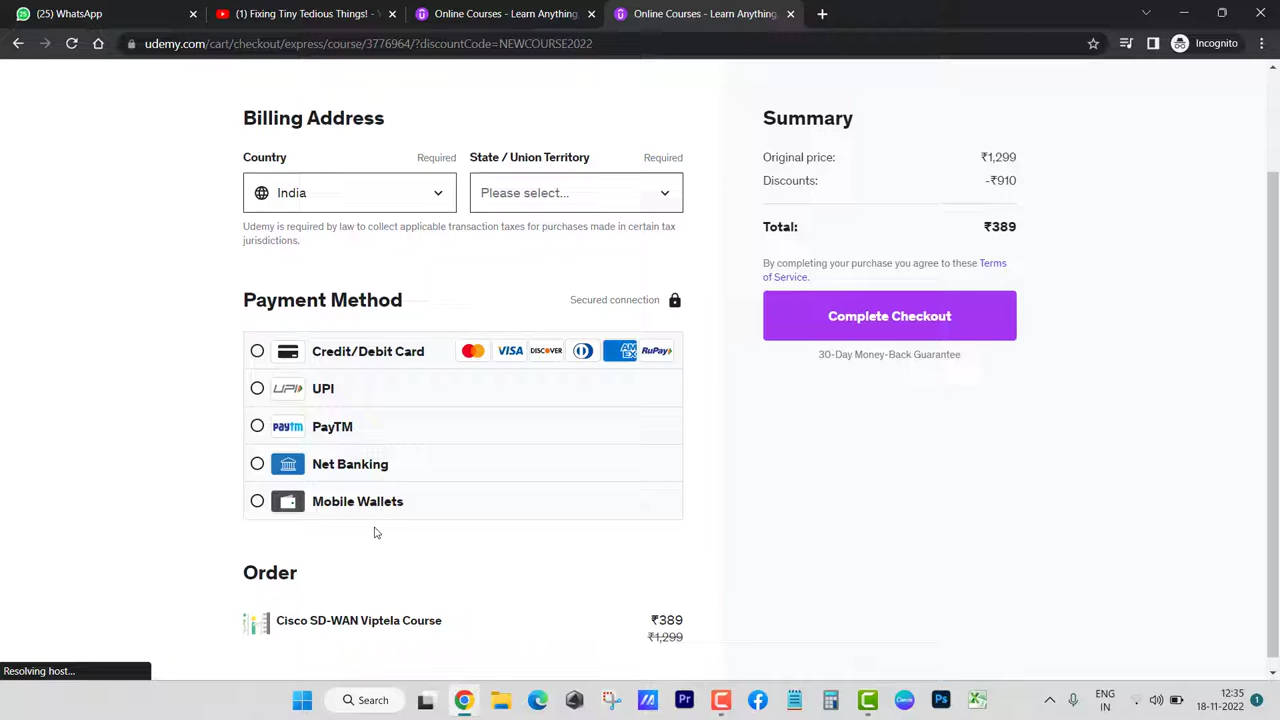 (25) WhatsApp
(1) Fixing Tiny Tedious Things! -
Online Courses - Learn Anything
Online Courses - Learn Anything
udemy.com/cart/checkout/express/course/3776964/?discountCode=NEWCOURSE2022
Incognito
Billing Address
Country Required
State / Union Territory Required
India
Please select...
Udemy is required by law to collect applicable transaction taxes for purchases made in certain tax
jurisdictions.
Payment Method
Secured connection
Credit/Debit Card
VISA DISCOVER AMEX RuPay
UPI UPI
paytm PayTM
Net Banking
Mobile Wallets
Order
Cisco SD-WAN Viptela Course ₹389
₹1,299
Summary
Original price: ₹1,299
Discounts: -₹910
Total: ₹389
By completing your purchase you agree to these Terms
of Service.
Complete Checkout
30-Day Money-Back Guarantee
Resolving host...
Search
Pr
Ps
Canva
ENG
IN
12:35
18-11-2022
1